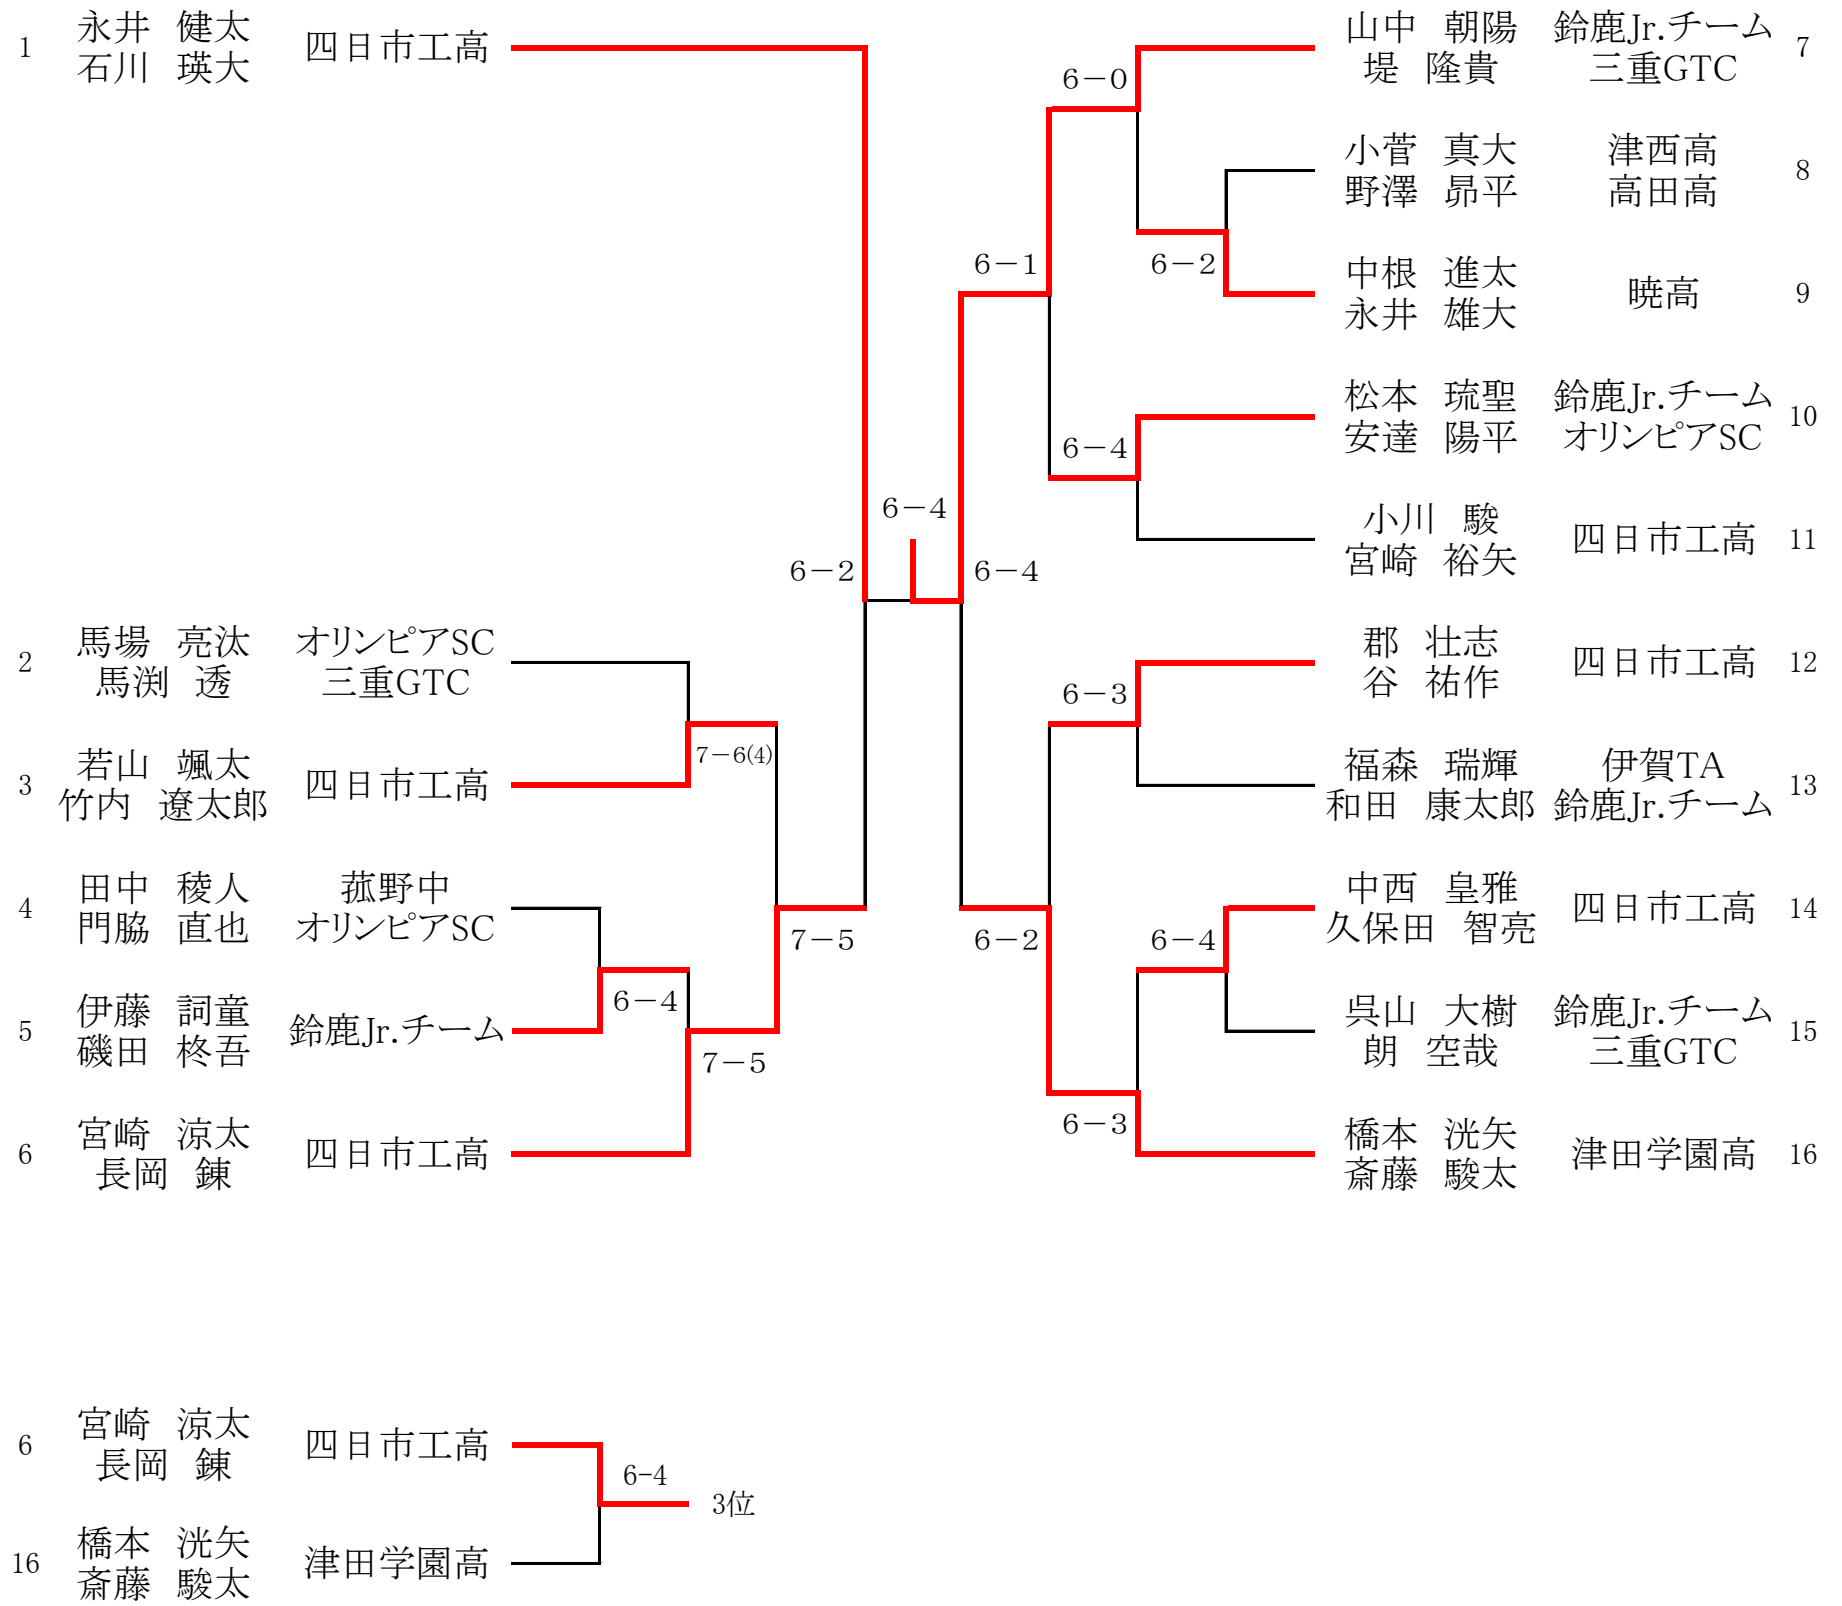 1 永井 健太 四日市工高
石川 瑛大
2 馬場 亮汰 オリンピアSC
馬渕 透 三重GTC
3 若山 颯太 四日市工高
竹内 遼太郎
4 田中 稜人 菰野中
門脇 直也 オリンピアSC
5 伊藤 詞童 鈴鹿Jr.チーム
磯田 柊吾
6 宮崎 涼太 四日市工高
長岡 錬
6－2
7－6(4)
6－4
7－5
7－5
6－4
6－0
6－1
6－2
6－4
6－4
6－3
6－2
6－4
6－3
山中 朝陽 鈴鹿Jr.チーム 7
堤 隆貴 三重GTC
小菅 真大 津西高 8
野澤 昴平 高田高
中根 進太 暁高 9
永井 雄大
松本 琉聖 鈴鹿Jr.チーム 10
安達 陽平 オリンピアSC
小川 駿 四日市工高 11
宮崎 裕矢
郡 壮志 四日市工高 12
谷 祐作
福森 瑞輝 伊賀TA 13
和田 康太郎 鈴鹿Jr.チーム
中西 皇雅 四日市工高 14
久保田 智亮
呉山 大樹 鈴鹿Jr.チーム 15
朗 空哉 三重GTC
橋本 洸矢 津田学園高 16
斎藤 駿太
6 宮崎 涼太 四日市工高
長岡 錬
6-4
3位
16 橋本 洸矢 津田学園高
斎藤 駿太